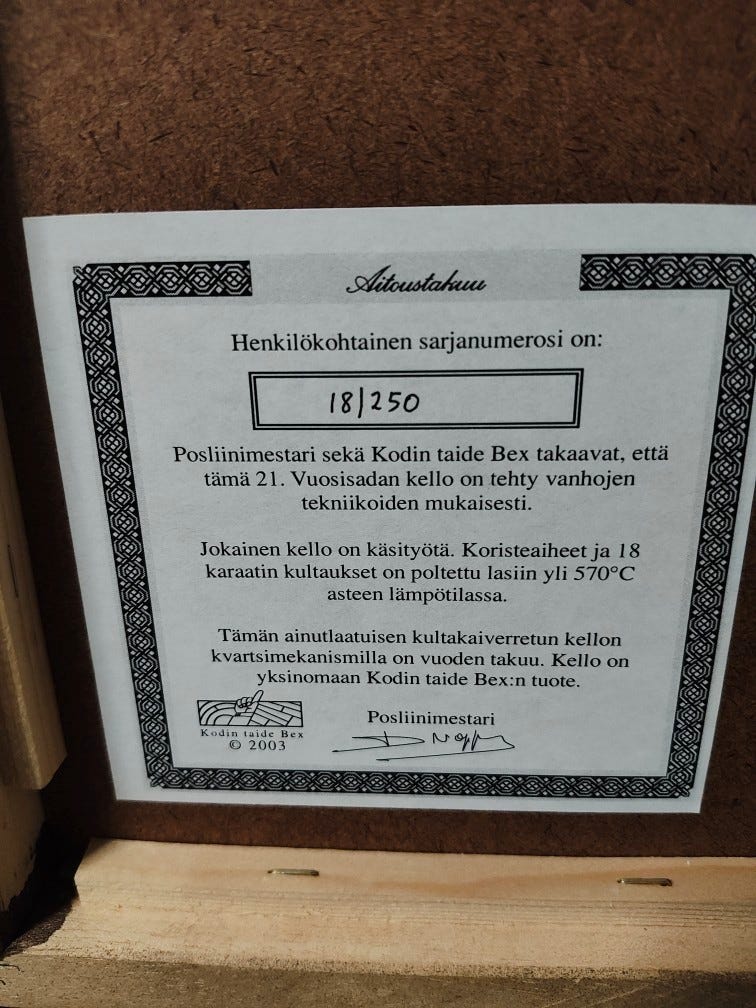 Aitoustakuu
Henkilökohtainen sarjanumerosi on:
18/250
Posliinimestari sekä Kodin taide Bex takaavat, että
tämä 21. Vuosisadan kello on tehty vanhojen
tekniikoiden mukaisesti.
Jokainen kello on käsityötä. Koristeaiheet ja 18
karaatin kultaukset on poltettu lasiin yli 570°C
asteen lämpötilassa.
Tämän ainutlaatuisen kultakaiverretun kellon
kvartsimekanismilla on vuoden takuu. Kello on
yksinomaan Kodin taide Bex:n tuote.
Posliinimestari
Kodin taide Bex
© 2003